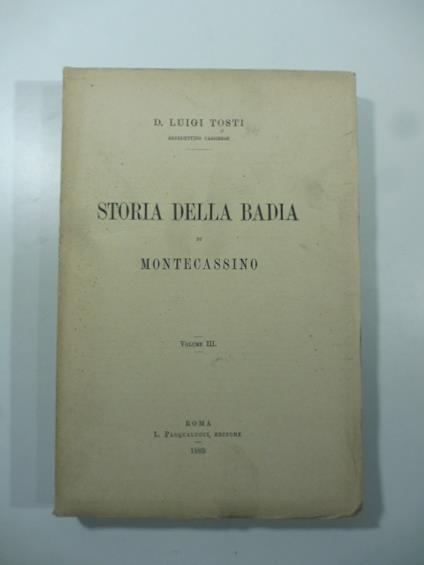 D. LUIGI TOSTI
BENEDETTINO CASSINESE
STORIA DELLA BADIA
DI
MONTECASSINO
VOLUME III.
ROMA
L. PASQUALUCCI, EDITORE
1889